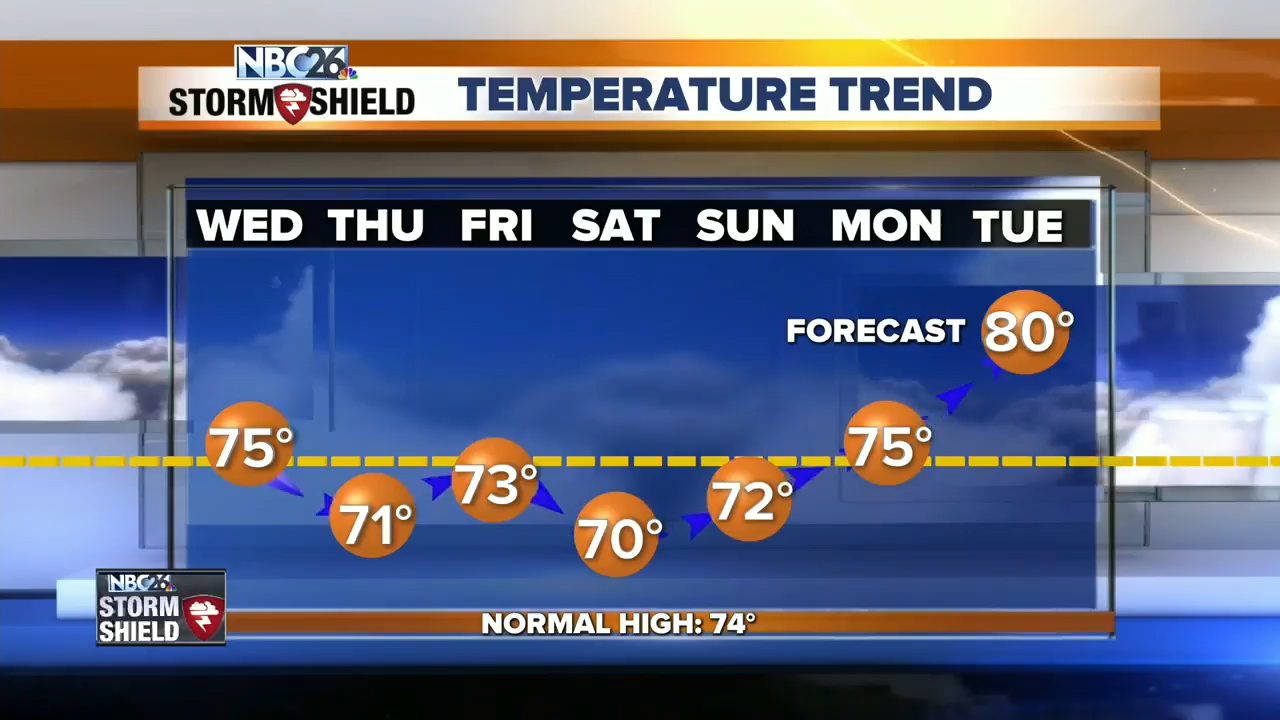 NBC26
STORM SHIELD
TEMPERATURE TREND
WED THU FRI SAT SUN MON TUE
FORECAST 80°
75° 71° 73° 70° 72° 75°
NORMAL HIGH: 74°
NBC26
STORM
SHIELD